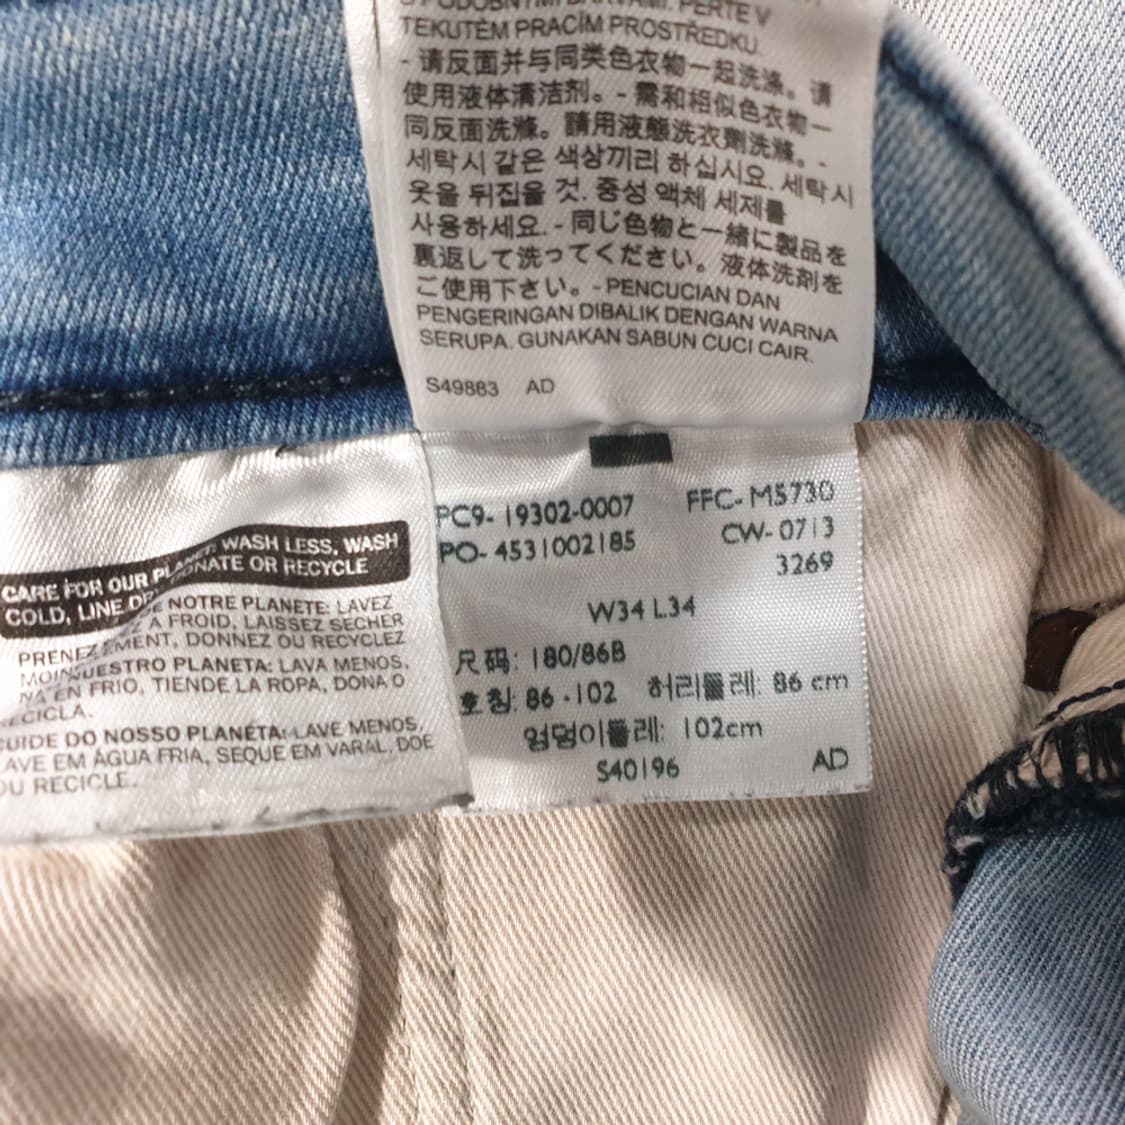 S PODOBNÝMI BARVAMI. PERTE V
TEKUTÉM PRACÍM PROSTŘEDKU.
- 请反面并与同类色衣物一起洗涤。请
使用液体清洁剂。- 需和相似色衣物一
同反面洗滌。請用液態洗衣劑洗滌。-
세탁시 같은 색상끼리 하십시요. 세탁시
옷을 뒤집을 것. 중성 액체 세제를
사용하세요. - 同じ色物と一緒に製品を
裏返して洗ってください。液体洗剤を
ご使用下さい。- PENCUCIAN DAN
PENGERINGAN DIBALIK DENGAN WARNA
SERUPA. GUNAKAN SABUN CUCI CAIR.
S49883 AD
CARE FOR OUR PLANET: WASH LESS, WASH
COLD, LINE DONATE OR RECYCLE
NOTRE PLANETE: LAVEZ
A FROID, LAISSEZ SECHER
PRENEZ DONNEZ OU RECYCLEZ
NUESTRO PLANETA: LAVA MENOS,
EN FRIO, TIENDE LA ROPA, DONA O
RECICLA.
CUIDE DO NOSSO PLANÉTA: LAVE MENOS,
LAVE EM ÁGUA FRIA, SEQUE EM VARAL, DOE
OU RECICLE.
PC9- 19302-0007 FFC- M5730
PO- 4531002185 CW- 0713
3269
W34 L34
尺码: 180/86B
호칭: 86 -102 허리둘레: 86 cm
엉덩이둘레: 102cm
S40196 AD